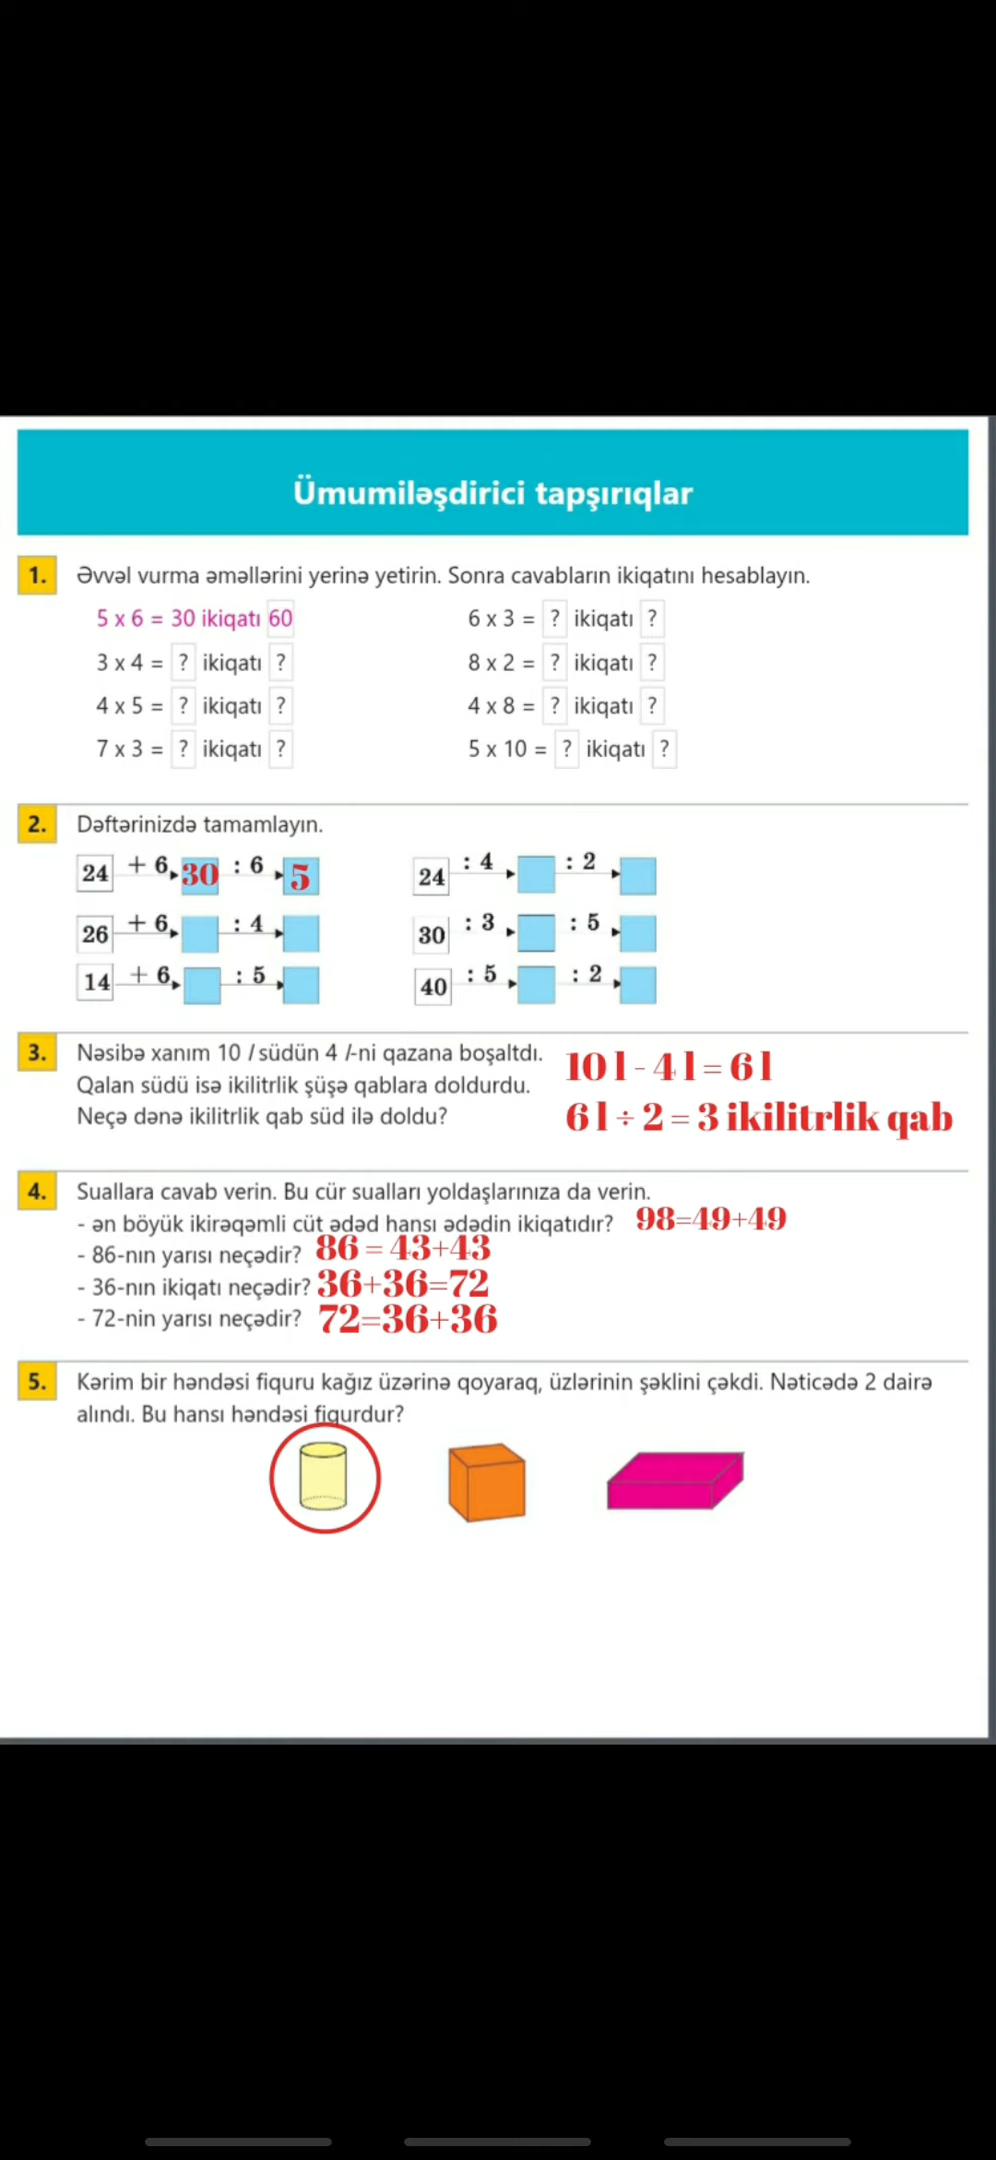 Ümumiləşdirici tapşırıqlar
1. Əvvəl vurma əməllərini yerinə yetirin. Sonra cavabların ikiqatını hesablayın.
5 x 6 = 30 ikiqatı 60
6 x 3 = ? ikiqatı ?
3 x 4 = ? ikiqatı ?
8 x 2 = ? ikiqatı ?
4 x 5 = ? ikiqatı ?
4 x 8 = ? ikiqatı ?
7 x 3 = ? ikiqatı ?
5 x 10 = ? ikiqatı ?
2. Dəftərinizdə tamamlayın.
24 + 6 30 : 6 5
24 : 4 : 2
26 + 6 : 4
30 : 3 : 5
14 + 6 : 5
40 : 5 : 2
3. Nəsibə xanım 10 l südün 4 l-ni qazana boşaltdı.
Qalan südü isə ikilitrlik şüşə qablara doldurdu.
Neçə dənə ikilitrlik qab süd ilə doldu?
10 l - 4 l = 6 l
6 l ÷ 2 = 3 ikilitrlik qab
4. Suallara cavab verin. Bu cür sualları yoldaşlarınıza da verin.
- ən böyük ikirəqəmli cüt ədəd hansı ədədin ikiqatıdır? 98=49+49
- 86-nın yarısı neçədir? 86 = 43+43
- 36-nın ikiqatı neçədir? 36+36=72
- 72-nin yarısı neçədir? 72=36+36
5. Kərim bir həndəsi fiquru kağız üzərinə qoyaraq, üzlərinin şəklini çəkdi. Nəticədə 2 dairə
alındı. Bu hansı həndəsi fiqurdur?